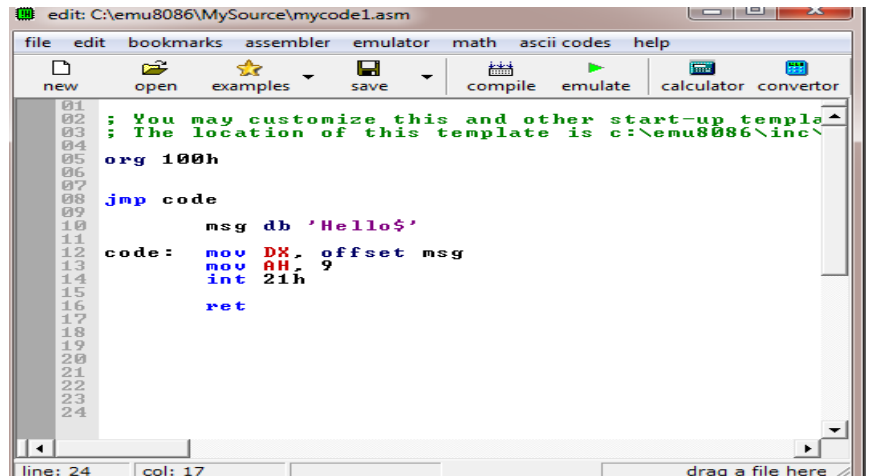 edit: C:\emu8086\MySource\mycode1.asm
file edit bookmarks assembler emulator math ascii codes help
new open examples save compile emulate calculator convertor
01
02 ; You may customize this and other start-up templa
03 ; The location of this template is c:\emu8086\inc\
04
05 org 100h
06
07
08 jmp code
09
10 msg db 'Hello$'
11
12 code: mov DX, offset msg
13 mov AH, 9
14 int 21h
15
16 ret
17
18
19
20
21
22
23
24
line: 24 col: 17 drag a file here